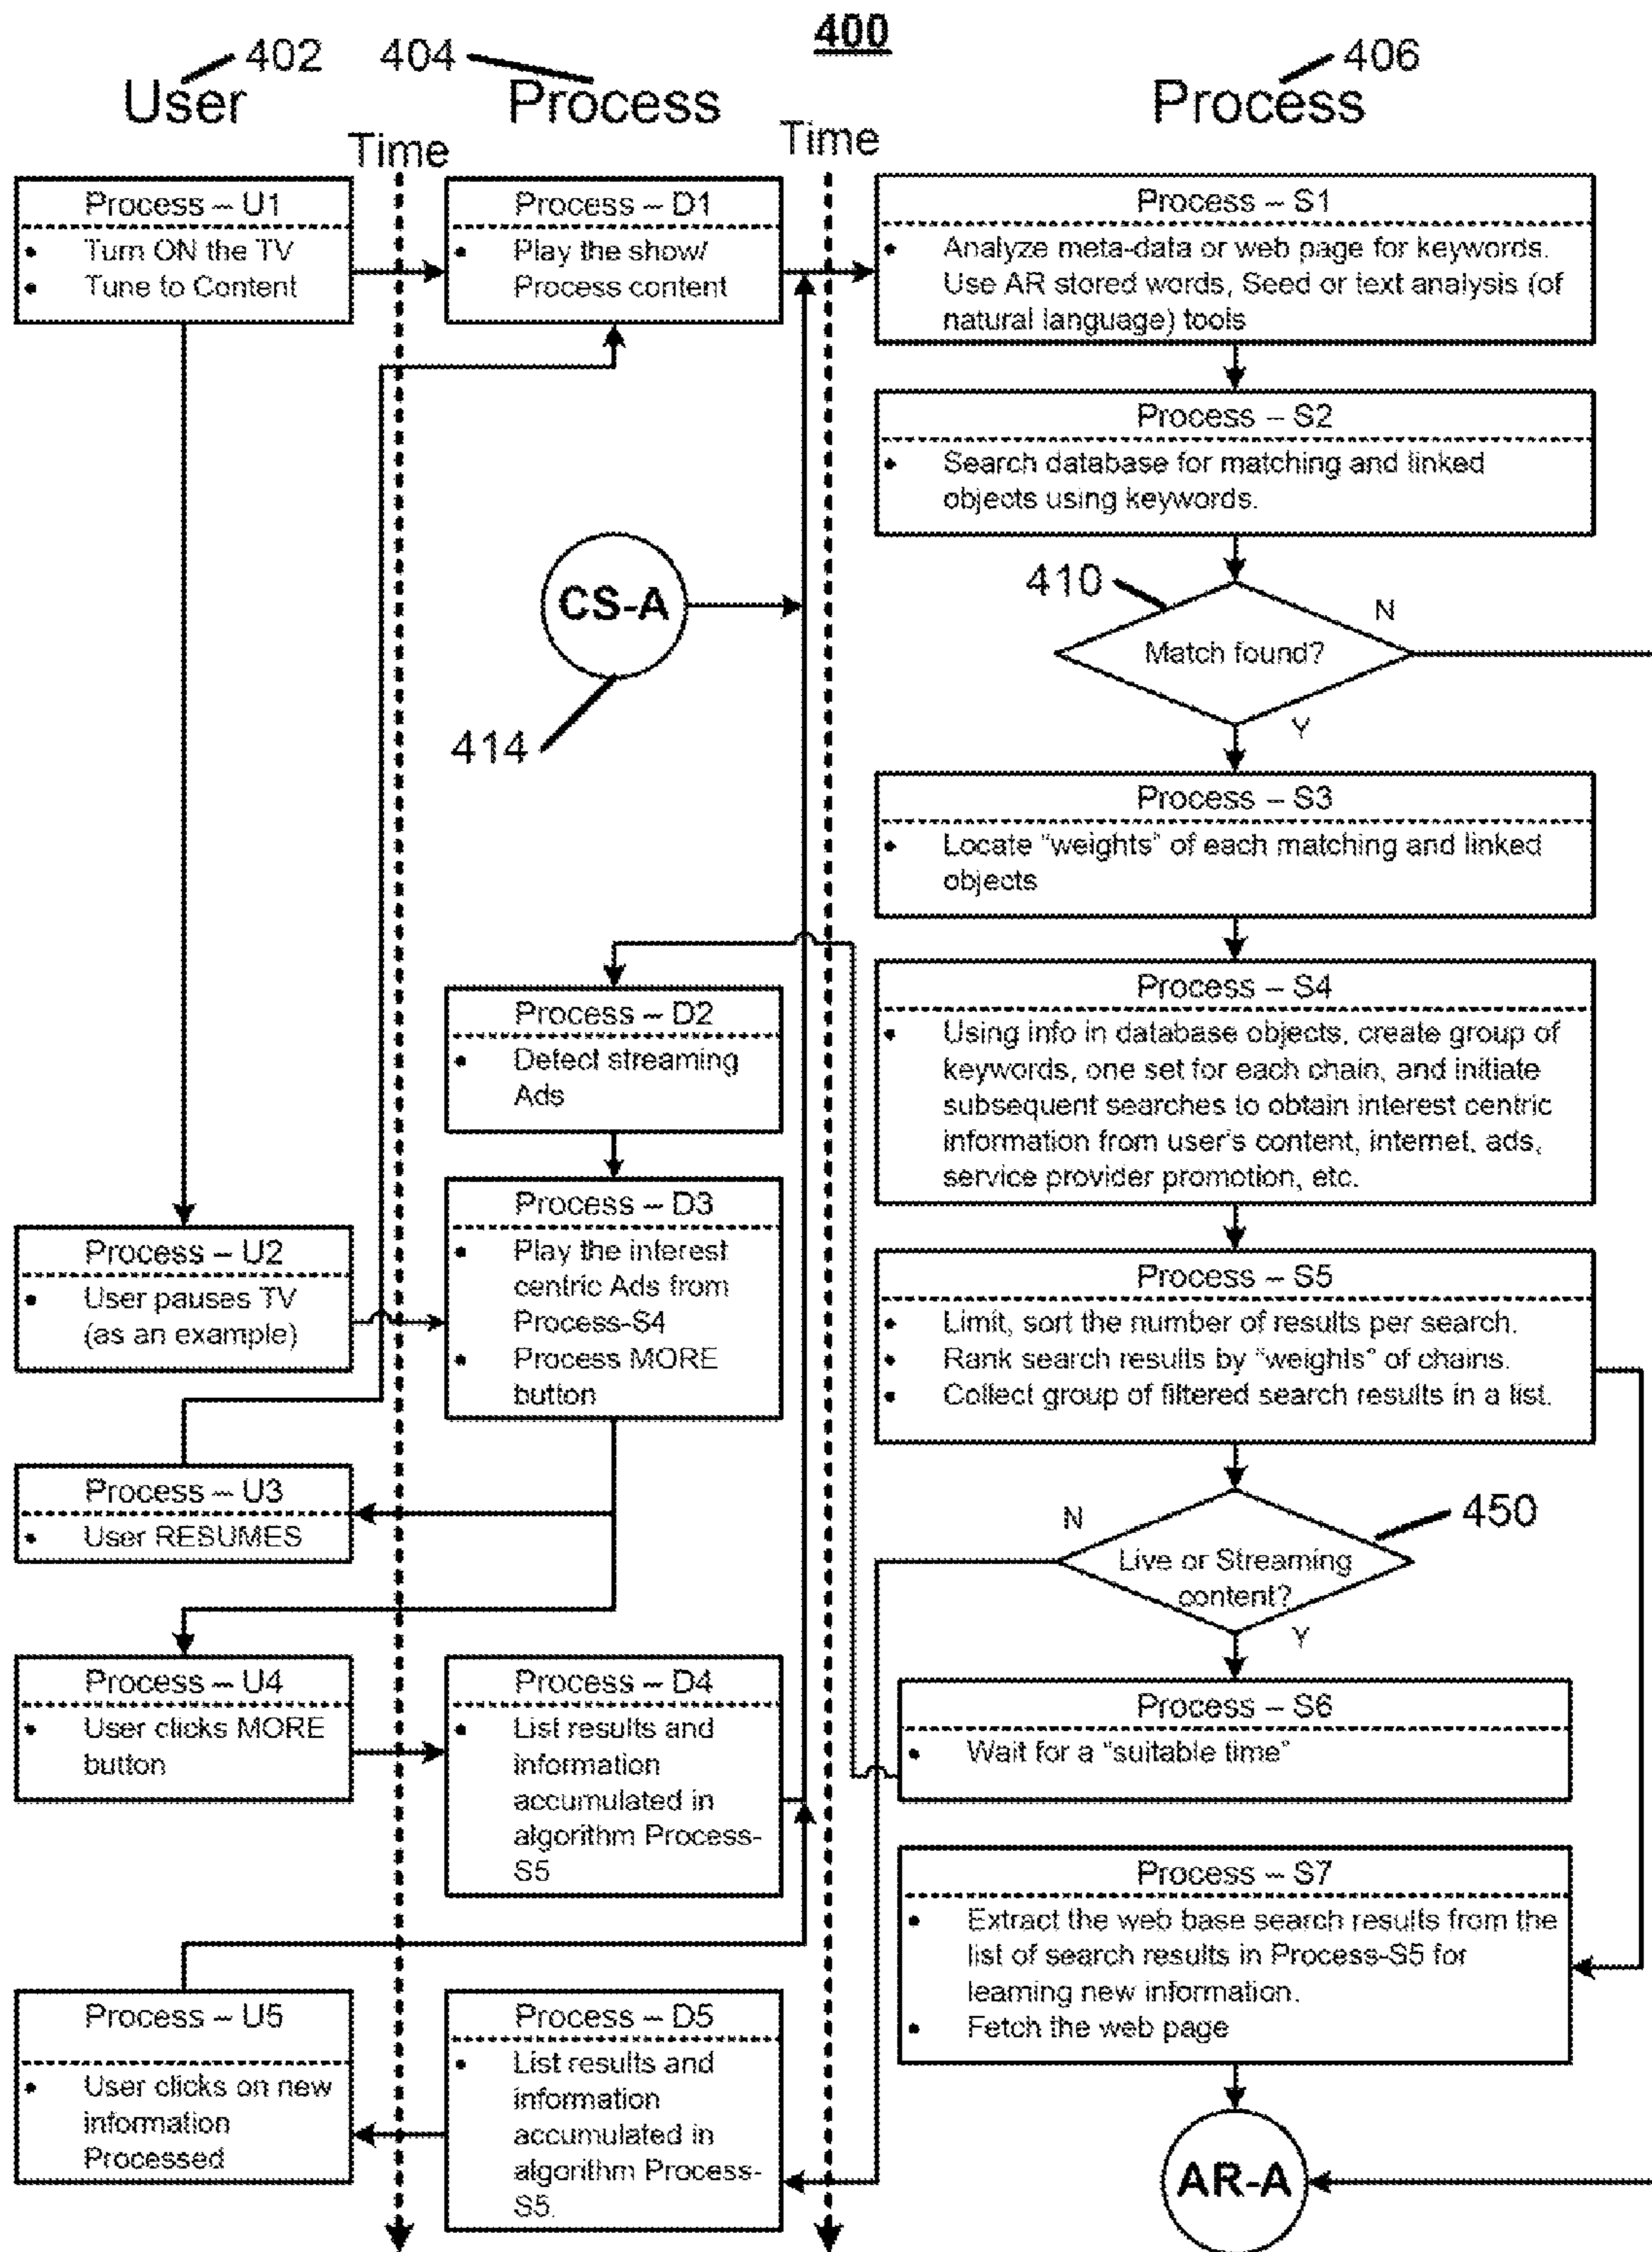 400
402
404
406
User
Process
Process
Time
Time
Process – U1
• Turn ON the TV
• Tune to Content
Process – D1
• Play the show/
Process content
Process – S1
• Analyze meta-data or web page for keywords.
Use AR stored words, Seed or text analysis (of
natural language) tools
Process – S2
• Search database for matching and linked
objects using keywords.
CS-A
414
410
Match found?
N
Y
Process – S3
• Locate "weights" of each matching and linked
objects
Process – D2
• Detect streaming
Ads
Process – S4
• Using info in database objects, create group of
keywords, one set for each chain, and initiate
subsequent searches to obtain interest centric
information from user's content, internet, ads,
service provider promotion, etc.
Process – U2
• User pauses TV
(as an example)
Process – D3
• Play the interest
centric Ads from
Process-S4
• Process MORE
button
Process – S5
• Limit, sort the number of results per search.
• Rank search results by "weights" of chains.
• Collect group of filtered search results in a list.
Process – U3
• User RESUMES
N
450
Live or Streaming
content?
Y
Process – U4
• User clicks MORE
button
Process – D4
• List results and
information
accumulated in
algorithm Process-
S5
Process – S6
• Wait for a "suitable time"
Process – S7
• Extract the web base search results from the
list of search results in Process-S5 for
learning new information.
• Fetch the web page
Process – U5
• User clicks on new
information
Processed
Process – D5
• List results and
information
accumulated in
algorithm Process-
S5.
AR-A